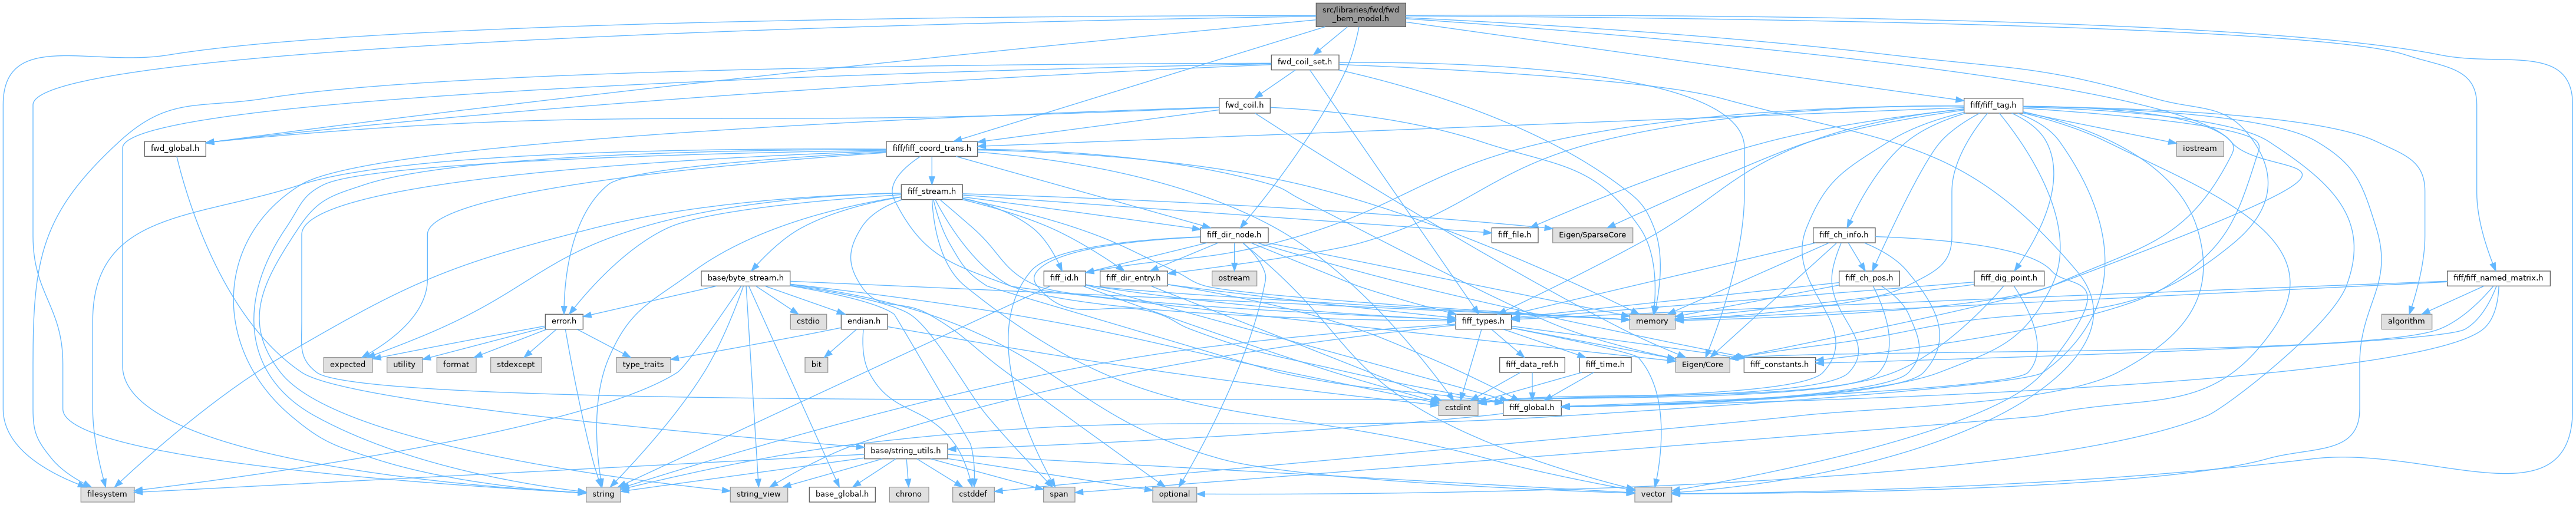 src/libraries/fwd/fwd
_bem_model.h
fwd_coil_set.h
fwd_coil.h
fiff/fiff_tag.h
fwd_global.h
fiff/fiff_coord_trans.h
iostream
fiff_stream.h
fiff_dir_node.h
fiff_file.h
Eigen/SparseCore
fiff_ch_info.h
base/byte_stream.h
fiff_id.h
fiff_dir_entry.h
ostream
fiff_ch_pos.h
fiff_dig_point.h
fiff/fiff_named_matrix.h
error.h
cstdio
endian.h
fiff_types.h
memory
algorithm
expected
utility
format
stdexcept
type_traits
bit
fiff_data_ref.h
fiff_time.h
Eigen/Core
fiff_constants.h
cstdint
fiff_global.h
base/string_utils.h
filesystem
string
string_view
base_global.h
chrono
cstddef
span
optional
vector